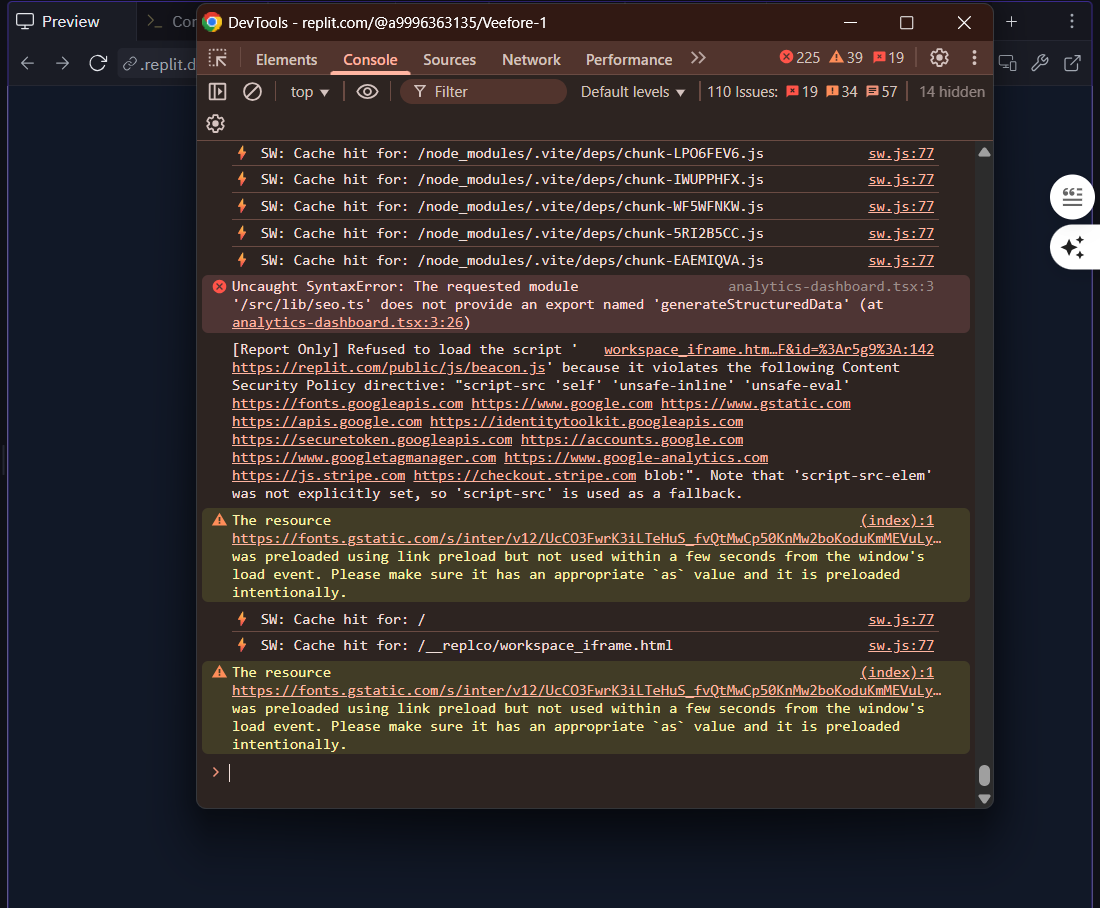 Preview
DevTools - replit.com/@a9996363135/Veefore-1
.replit.d
Elements Console Sources Network Performance 225 39 19
top Filter Default levels 110 Issues: 19 34 57 14 hidden
SW: Cache hit for: /node_modules/.vite/deps/chunk-LPO6FEV6.js sw.js:77
SW: Cache hit for: /node_modules/.vite/deps/chunk-IWUPPHFX.js sw.js:77
SW: Cache hit for: /node_modules/.vite/deps/chunk-WF5WFNKW.js sw.js:77
SW: Cache hit for: /node_modules/.vite/deps/chunk-5RI2B5CC.js sw.js:77
SW: Cache hit for: /node_modules/.vite/deps/chunk-EAEMIQVA.js sw.js:77
Uncaught SyntaxError: The requested module analytics-dashboard.tsx:3
'/src/lib/seo.ts' does not provide an export named 'generateStructuredData' (at
analytics-dashboard.tsx:3:26)
[Report Only] Refused to load the script ' workspace_iframe.htm…F&id=%3Ar5g9%3A:142
https://replit.com/public/js/beacon.js' because it violates the following Content
Security Policy directive: "script-src 'self' 'unsafe-inline' 'unsafe-eval'
https://fonts.googleapis.com https://www.google.com https://www.gstatic.com
https://apis.google.com https://identitytoolkit.googleapis.com
https://securetoken.googleapis.com https://accounts.google.com
https://www.googletagmanager.com https://www.google-analytics.com
https://js.stripe.com https://checkout.stripe.com blob:". Note that 'script-src-elem'
was not explicitly set, so 'script-src' is used as a fallback.
The resource (index):1
https://fonts.gstatic.com/s/inter/v12/UcCO3FwrK3iLTeHuS_fvQtMwCp50KnMw2boKoduKmMEVuLy…
was preloaded using link preload but not used within a few seconds from the window's
load event. Please make sure it has an appropriate `as` value and it is preloaded
intentionally.
SW: Cache hit for: / sw.js:77
SW: Cache hit for: /__replco/workspace_iframe.html sw.js:77
The resource (index):1
https://fonts.gstatic.com/s/inter/v12/UcCO3FwrK3iLTeHuS_fvQtMwCp50KnMw2boKoduKmMEVuLy…
was preloaded using link preload but not used within a few seconds from the window's
load event. Please make sure it has an appropriate `as` value and it is preloaded
intentionally.